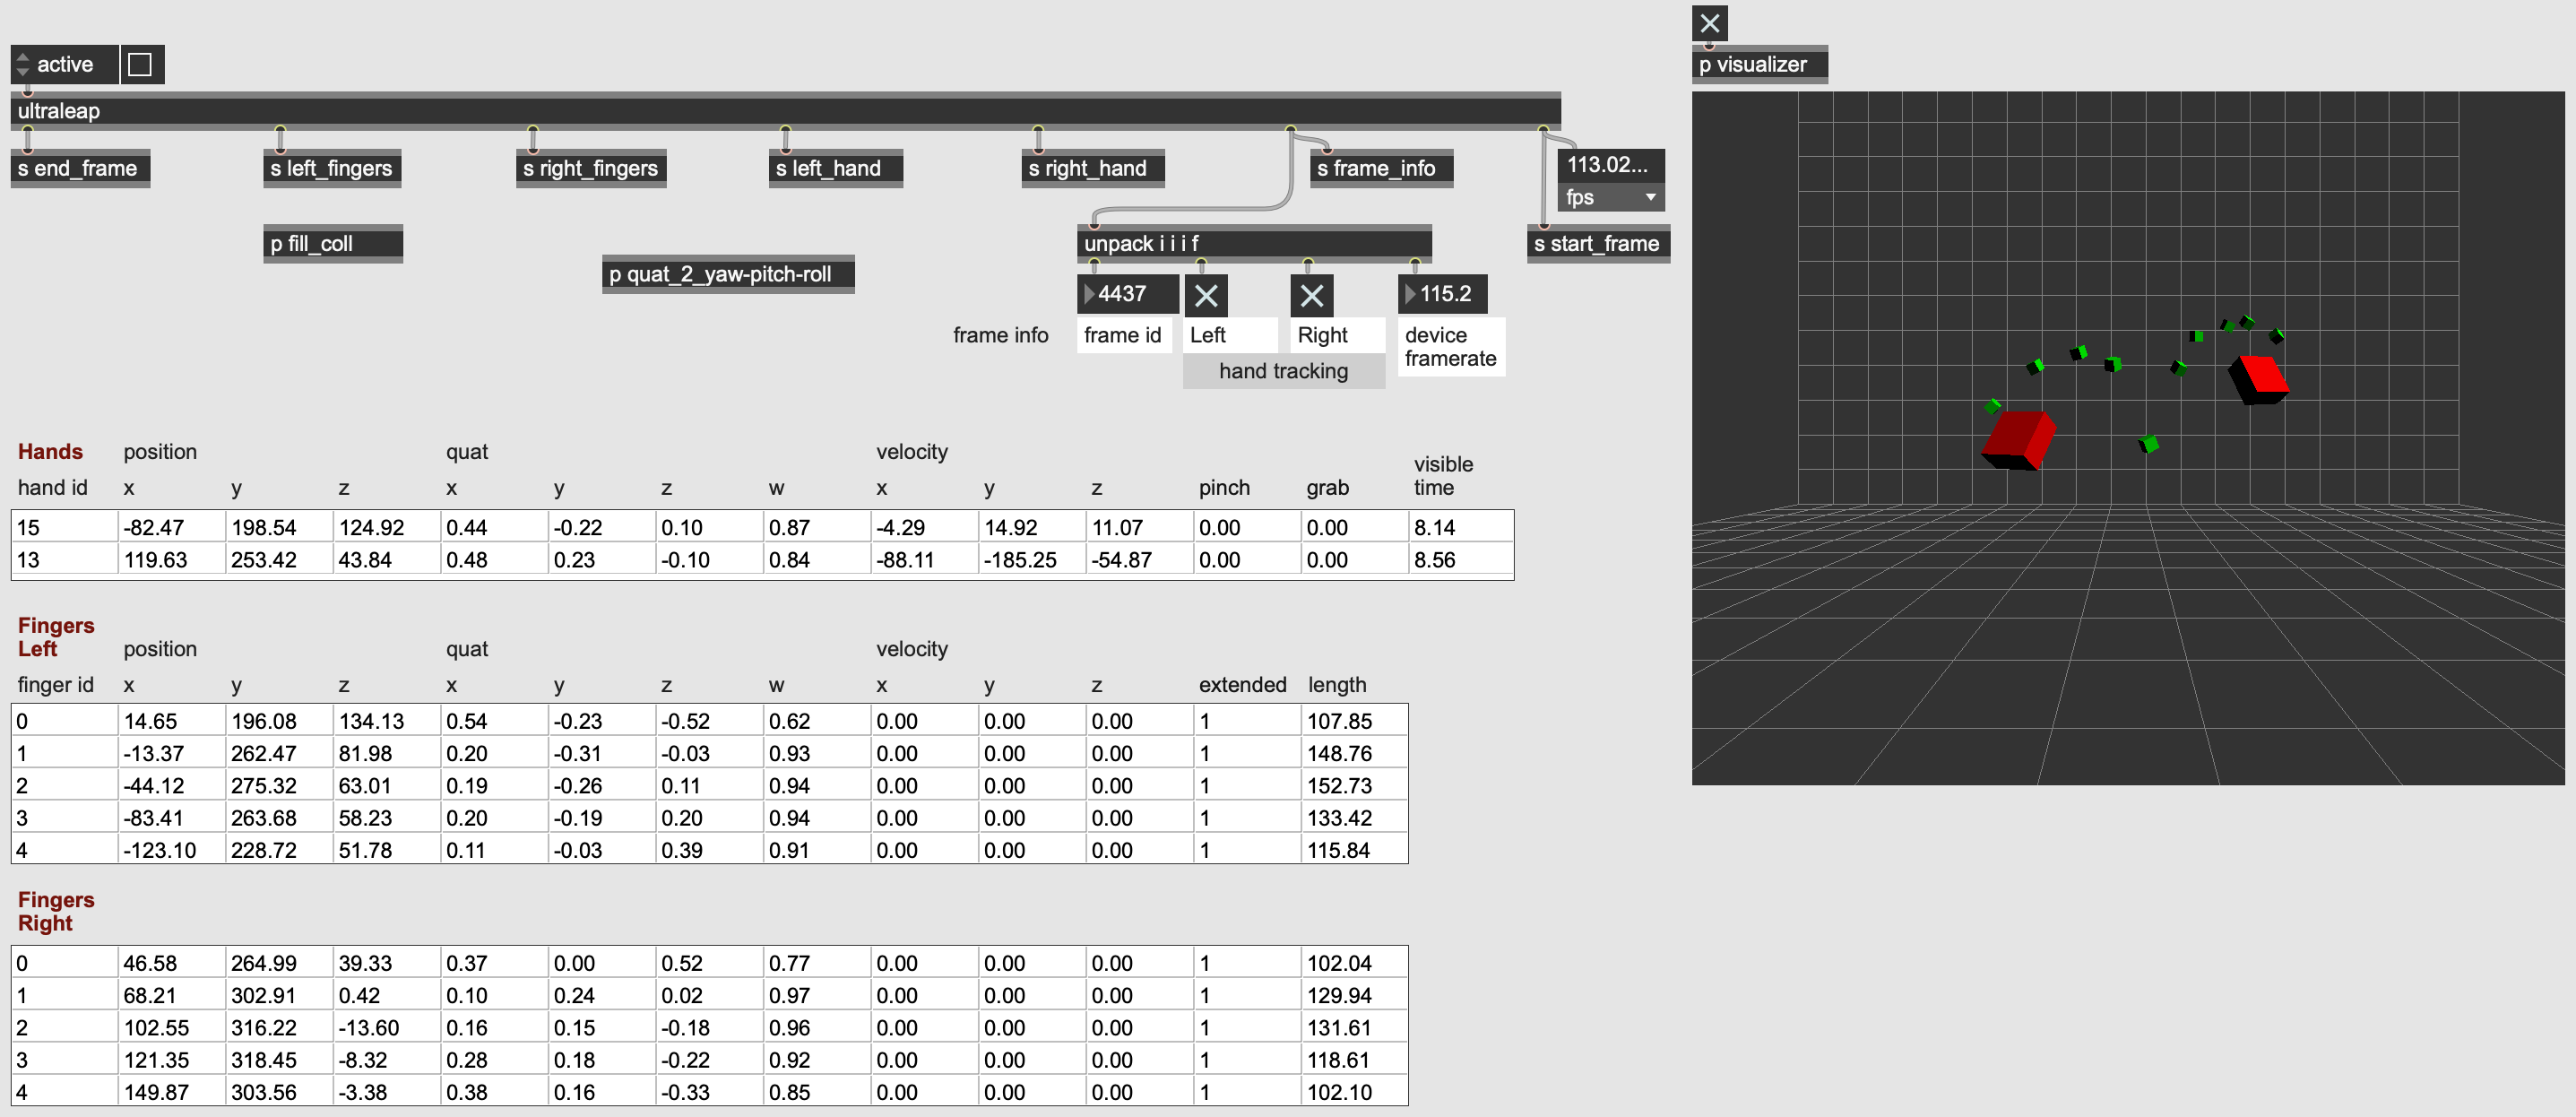 active
p visualizer
ultraleap
s end_frame
s left_fingers
s right_fingers
s left_hand
s right_hand
s frame_info
113.02...
fps
p fill_coll
p quat_2_yaw-pitch-roll
unpack i i i f
s start_frame
4437
115.2
frame info
frame id
Left
Right
device
framerate
hand tracking
Hands position quat velocity
visible
hand id x y z x y z w x y z pinch grab time
15 -82.47 198.54 124.92 0.44 -0.22 0.10 0.87 -4.29 14.92 11.07 0.00 0.00 8.14
13 119.63 253.42 43.84 0.48 0.23 -0.10 0.84 -88.11 -185.25 -54.87 0.00 0.00 8.56
Fingers
Left position quat velocity
finger id x y z x y z w x y z extended length
0 14.65 196.08 134.13 0.54 -0.23 -0.52 0.62 0.00 0.00 0.00 1 107.85
1 -13.37 262.47 81.98 0.20 -0.31 -0.03 0.93 0.00 0.00 0.00 1 148.76
2 -44.12 275.32 63.01 0.19 -0.26 0.11 0.94 0.00 0.00 0.00 1 152.73
3 -83.41 263.68 58.23 0.20 -0.19 0.20 0.94 0.00 0.00 0.00 1 133.42
4 -123.10 228.72 51.78 0.11 -0.03 0.39 0.91 0.00 0.00 0.00 1 115.84
Fingers
Right
0 46.58 264.99 39.33 0.37 0.00 0.52 0.77 0.00 0.00 0.00 1 102.04
1 68.21 302.91 0.42 0.10 0.24 0.02 0.97 0.00 0.00 0.00 1 129.94
2 102.55 316.22 -13.60 0.16 0.15 -0.18 0.96 0.00 0.00 0.00 1 131.61
3 121.35 318.45 -8.32 0.28 0.18 -0.22 0.92 0.00 0.00 0.00 1 118.61
4 149.87 303.56 -3.38 0.38 0.16 -0.33 0.85 0.00 0.00 0.00 1 102.10